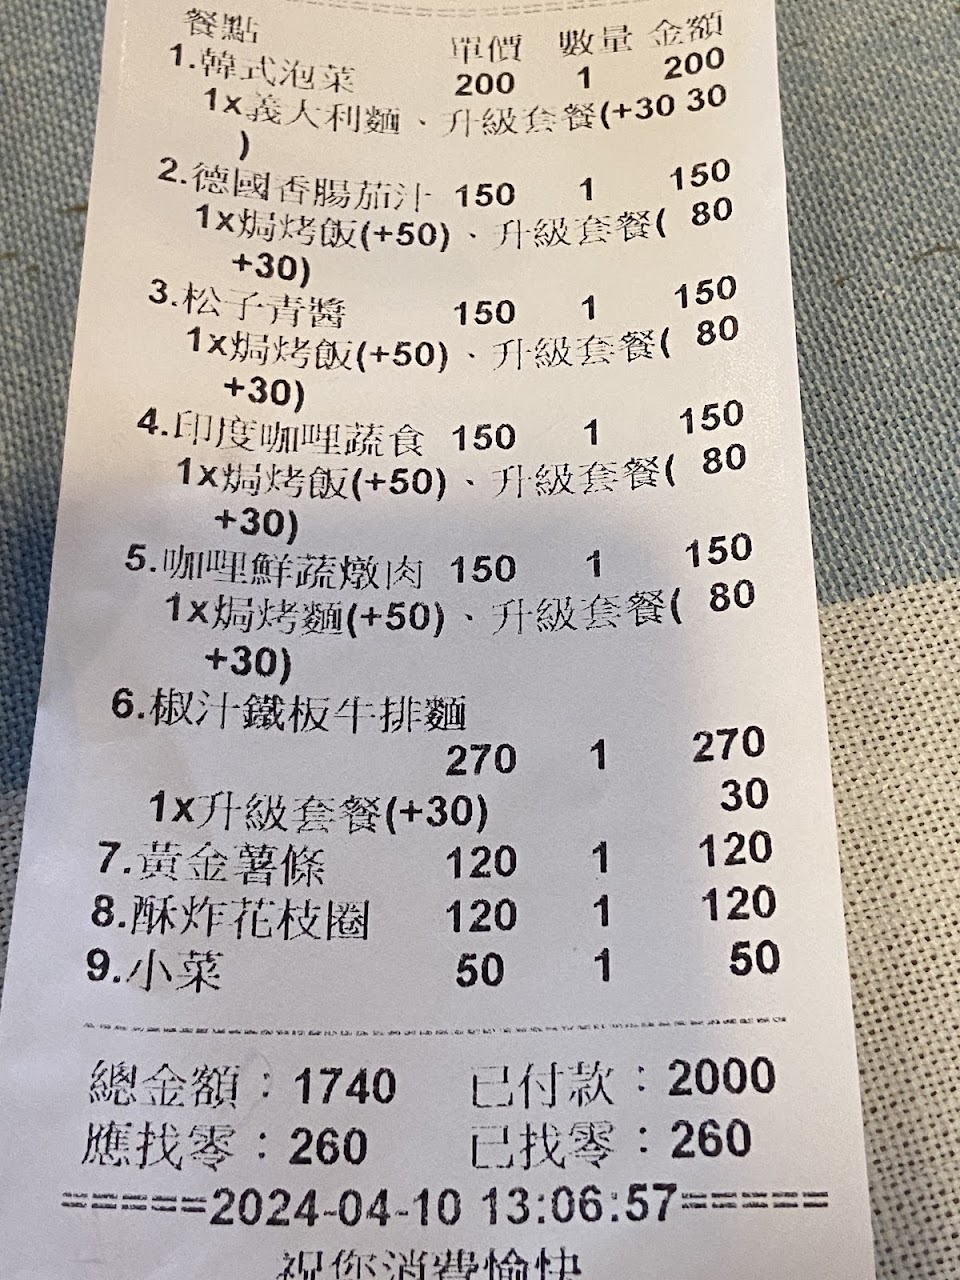 餐點 單價 數量 金額
1.韓式泡菜 200 1 200
1x義大利麵、升級套餐(+30 30
)
2.德國香腸茄汁 150 1 150
1x焗烤飯(+50)、升級套餐( 80
+30)
3.松子青醬 150 1 150
1x焗烤飯(+50)、升級套餐( 80
+30)
4.印度咖哩蔬食 150 1 150
1x焗烤飯(+50)、升級套餐( 80
+30)
5.咖哩鮮蔬燉肉 150 1 150
1x焗烤麵(+50)、升級套餐( 80
+30)
6.椒汁鐵板牛排麵
270 1 270
1x升級套餐(+30) 30
7.黃金薯條 120 1 120
8.酥炸花枝圈 120 1 120
9.小菜 50 1 50
總金額：1740 已付款：2000
應找零：260 已找零：260
=====2024-04-10 13:06:57=====
祝您消費愉快